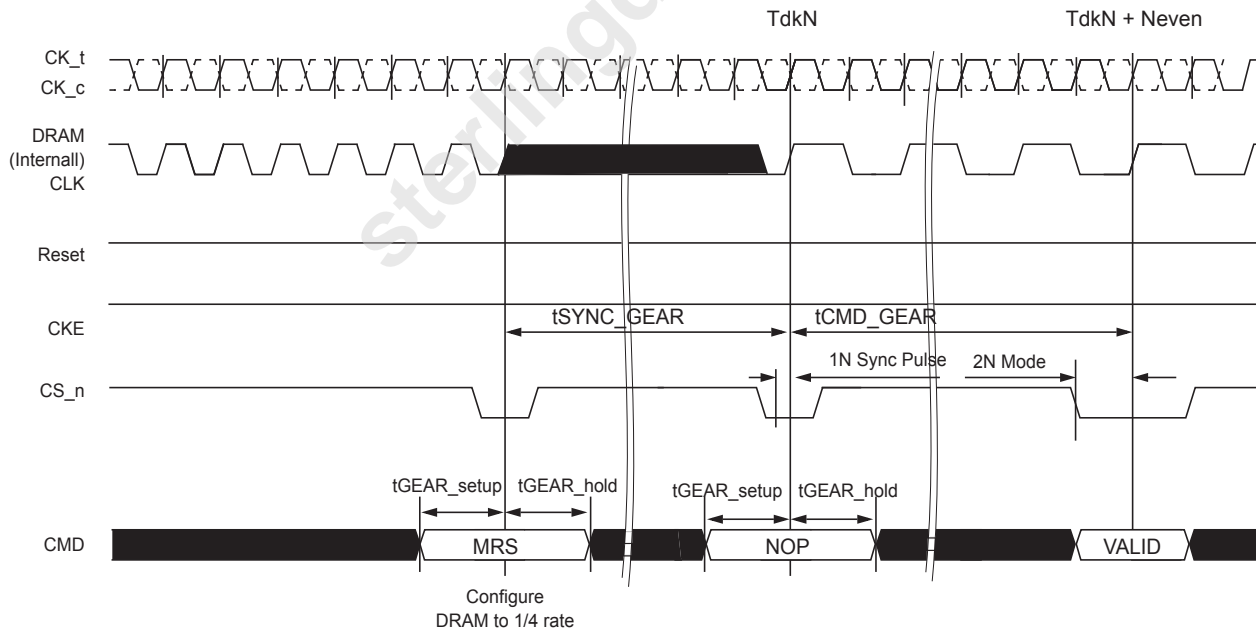 TdkN TdkN + Neven
CK_t
CK_c
DRAM
(Internall)
CLK
Reset
CKE
tSYNC_GEAR tCMD_GEAR
1N Sync Pulse 2N Mode
CS_n
tGEAR_setup tGEAR_hold tGEAR_setup tGEAR_hold
CMD MRS NOP VALID
Configure
DRAM to 1/4 rate